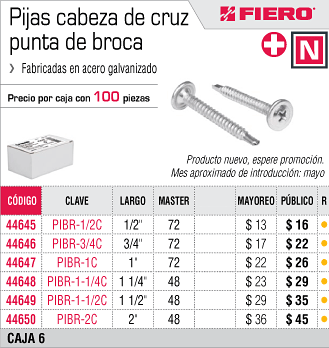 Pijas cabeza de cruz
punta de broca
FIERO®
N
› Fabricadas en acero galvanizado
Precio por caja con 100 piezas
Producto nuevo, espere promoción.
Mes aproximado de introducción: mayo
CÓDIGO CLAVE LARGO MASTER MAYOREO PÚBLICO R
44645 PIBR-1/2C 1/2" 72 $ 13 $ 16
44646 PIBR-3/4C 3/4" 72 $ 17 $ 22
44647 PIBR-1C 1" 72 $ 22 $ 26
44648 PIBR-1-1/4C 1 1/4" 48 $ 23 $ 29
44649 PIBR-1-1/2C 1 1/2" 48 $ 29 $ 35
44650 PIBR-2C 2" 48 $ 36 $ 45
CAJA 6